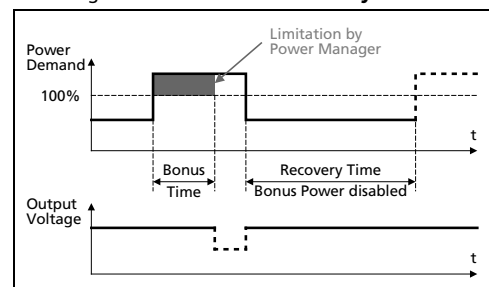 Limitation by
Power Manager
Power
Demand
100%
t
Bonus
Time
Recovery Time
Bonus Power disabled
Output
Voltage
t